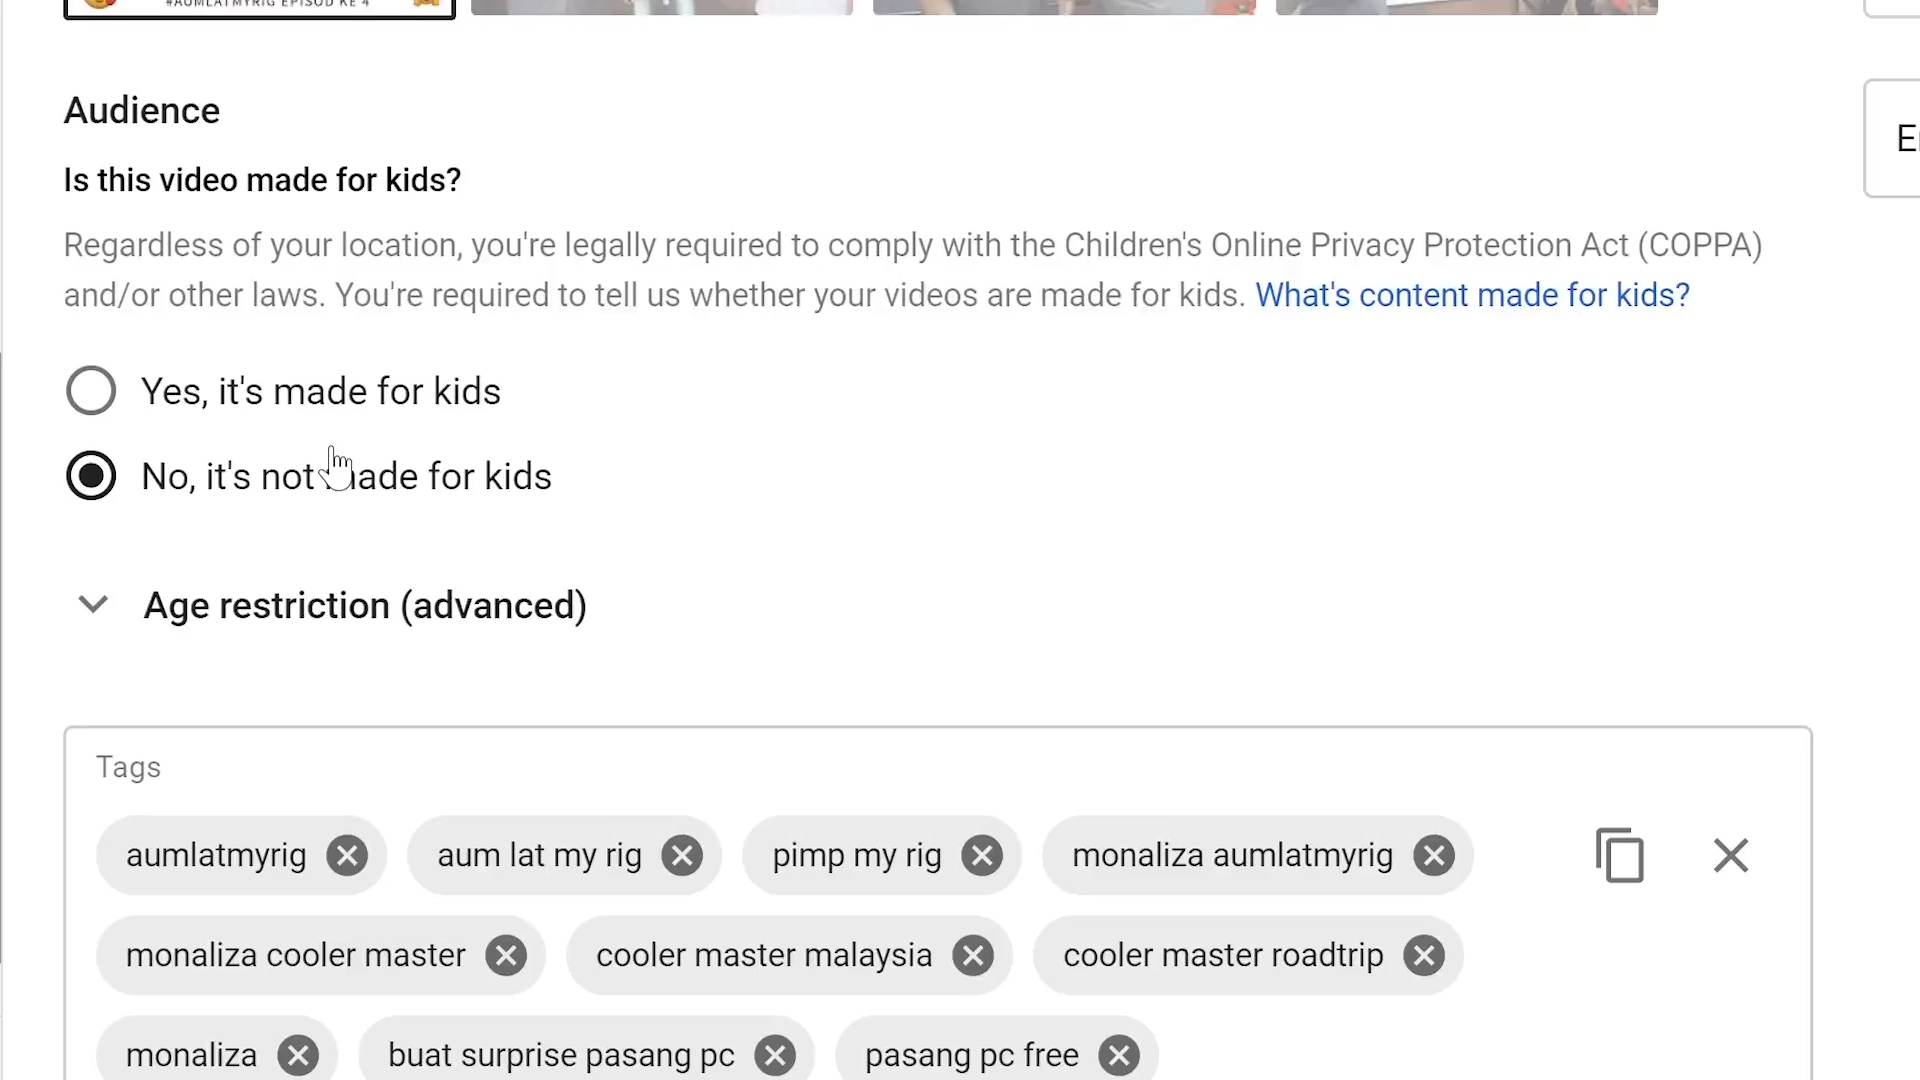 #AUMLATMYRIG EPISOD KE 4
Audience
Is this video made for kids?
Regardless of your location, you're legally required to comply with the Children's Online Privacy Protection Act (COPPA)
and/or other laws. You're required to tell us whether your videos are made for kids. What's content made for kids?
Yes, it's made for kids
No, it's not made for kids
Age restriction (advanced)
Tags
aumlatmyrig aum lat my rig pimp my rig monaliza aumlatmyrig
monaliza cooler master cooler master malaysia cooler master roadtrip
monaliza buat surprise pasang pc pasang pc free